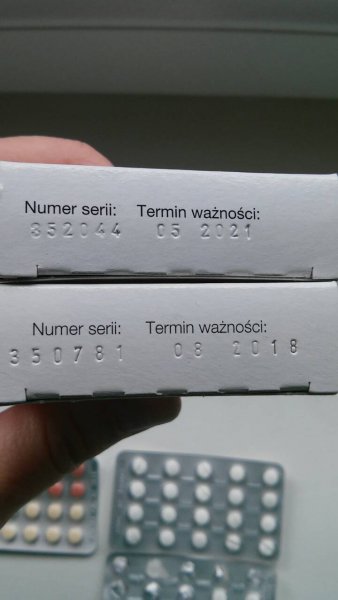 Numer serii: Termin ważności:
352044 05 2021
Numer serii: Termin ważności:
350781 08 2018